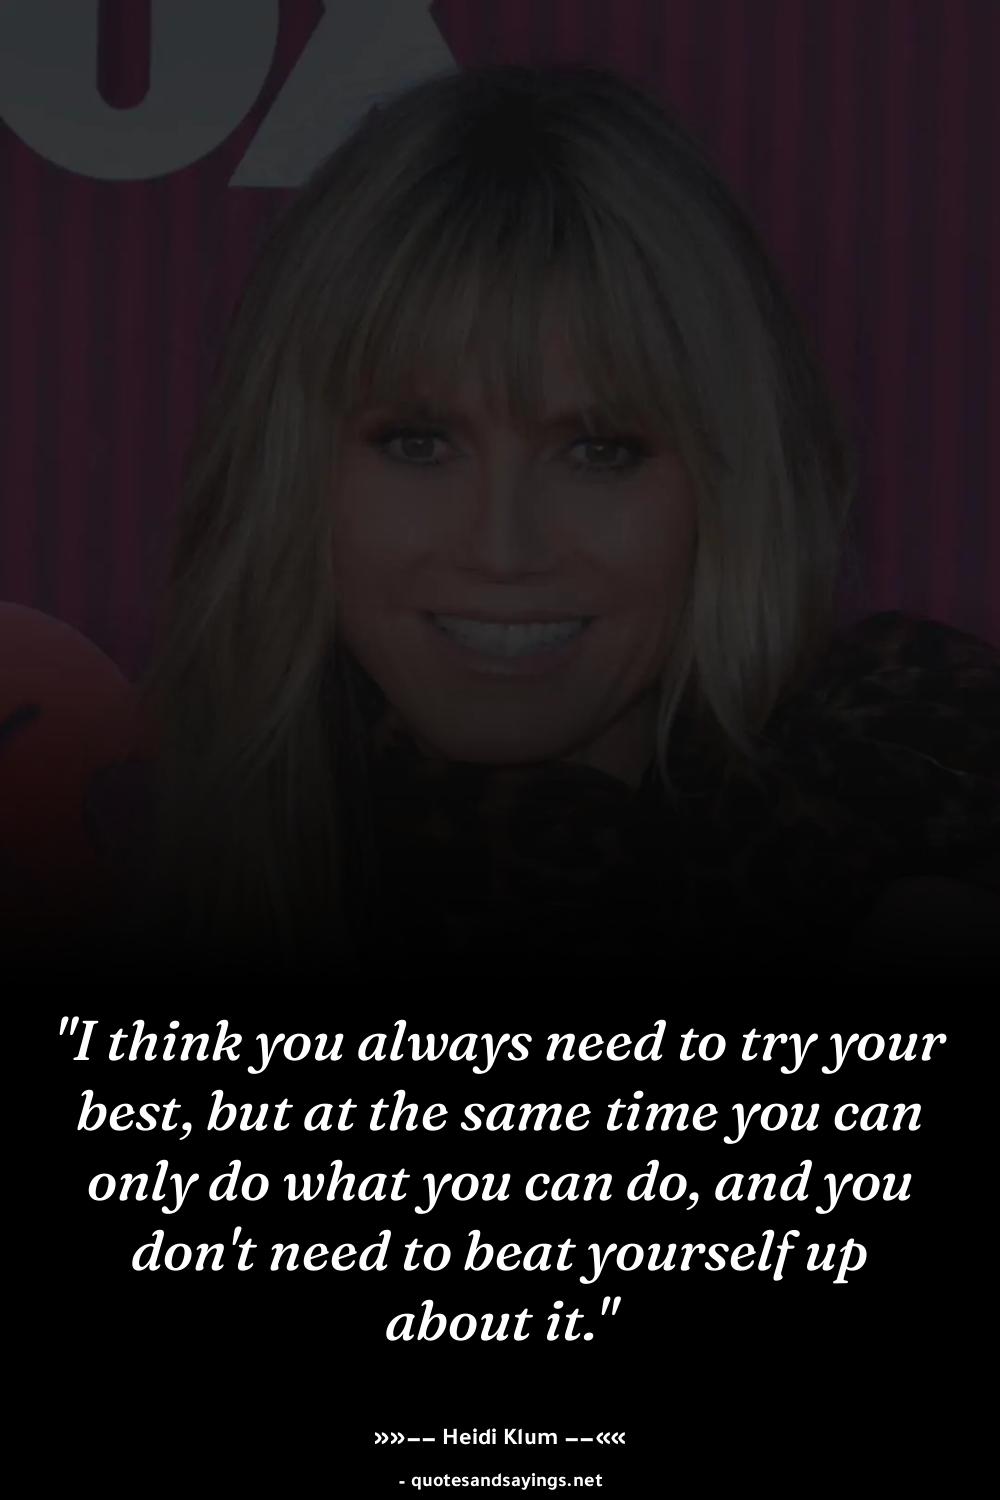 "I think you always need to try your
best, but at the same time you can
only do what you can do, and you
don't need to beat yourself up
about it."
»»–– Heidi Klum ––««
- quotesandsayings.net